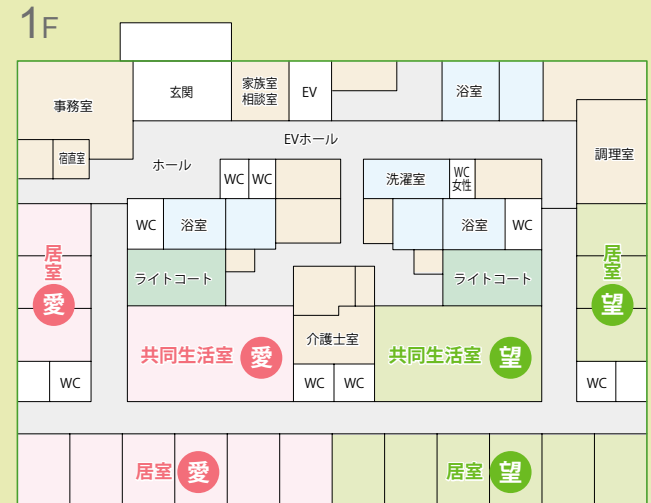 1F
事務室
玄関
家族室
相談室
EV
浴室
調理室
宿直室
ホール
EVホール
WC
WC
洗濯室
WC
女性
WC
浴室
浴室
WC
ライトコート
ライトコート
居室
愛
居室
望
共同生活室 愛
介護士室
共同生活室 望
WC
WC
WC
WC
居室 愛
居室 望